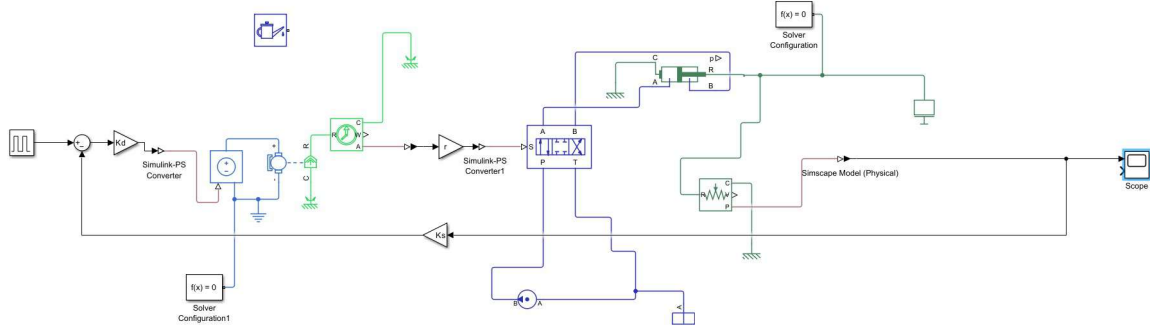 f(x) = 0
Solver
Configuration
C
p
R
A
B
C
R
W
A
R
C
+
-
+
-
Kd
Simulink-PS
Converter
+
-
r
Simulink-PS
Converter1
S
A
B
P
T
Simscape Model (Physical)
Scope
R
C
V
P
Ks
f(x) = 0
Solver
Configuration1
B
A
A